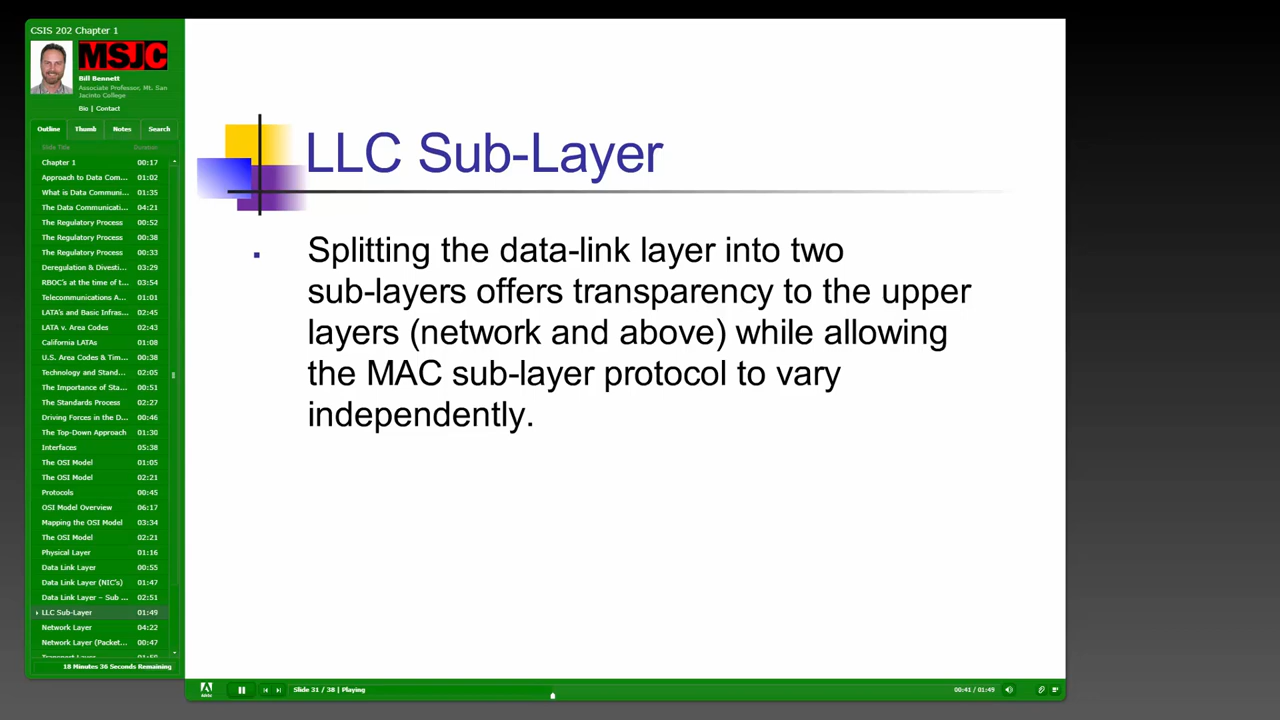 CSIS 202 Chapter 1
MSJC
Bill Bennett
Associate Professor, Mt. San
Jacinto College
Bio | Contact
Outline Thumb Notes Search
Slide Title Duration
Chapter 1 00:17
Approach to Data Com... 01:02
What is Data Communi... 01:35
The Data Communicati... 04:21
The Regulatory Process 00:52
The Regulatory Process 00:38
The Regulatory Process 00:33
Deregulation & Divesti... 03:29
RBOC's at the time of t... 03:54
Telecommunications A... 01:01
LATA's and Basic Infras... 02:45
LATA v. Area Codes 02:43
California LATAs 01:08
U.S. Area Codes & Tim... 00:38
Technology and Stand... 02:05
The Importance of Sta... 00:51
The Standards Process 02:27
Driving Forces in the D... 00:46
The Top-Down Approach 01:30
Interfaces 05:38
The OSI Model 01:05
The OSI Model 02:21
Protocols 00:45
OSI Model Overview 06:17
Mapping the OSI Model 03:34
The OSI Model 02:21
Physical Layer 01:16
Data Link Layer 00:55
Data Link Layer (NIC's) 01:47
Data Link Layer – Sub ... 02:51
LLC Sub-Layer 01:49
Network Layer 04:22
Network Layer (Packet... 00:47
Transport Layer 01:50
18 Minutes 36 Seconds Remaining
LLC Sub-Layer
Splitting the data-link layer into two
sub-layers offers transparency to the upper
layers (network and above) while allowing
the MAC sub-layer protocol to vary
independently.
Slide 31 / 38 | Playing
00:41 / 01:49